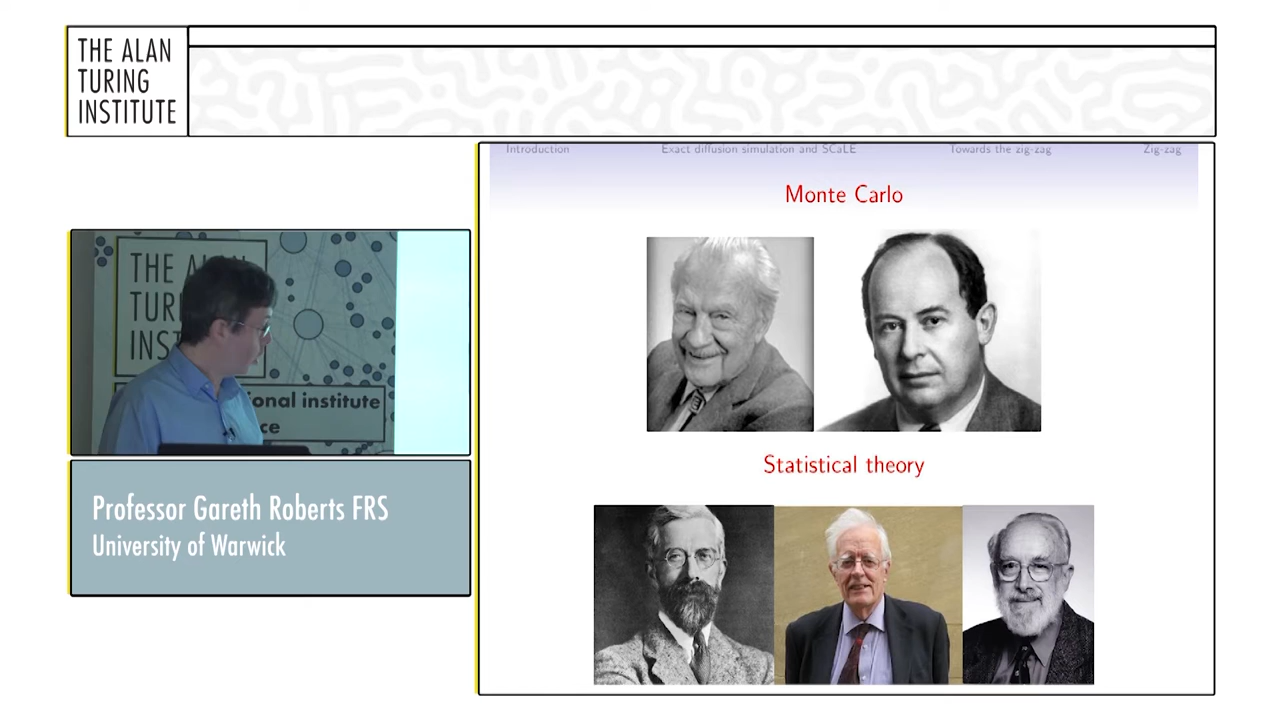 THE ALAN
TURING
INSTITUTE
Introduction
Exact diffusion simulation and SCaLE
Towards the zig-zag
Zig-zag
Monte Carlo
THE ALAN
TURI
INST
ional institute
ce
Statistical theory
Professor Gareth Roberts FRS
University of Warwick